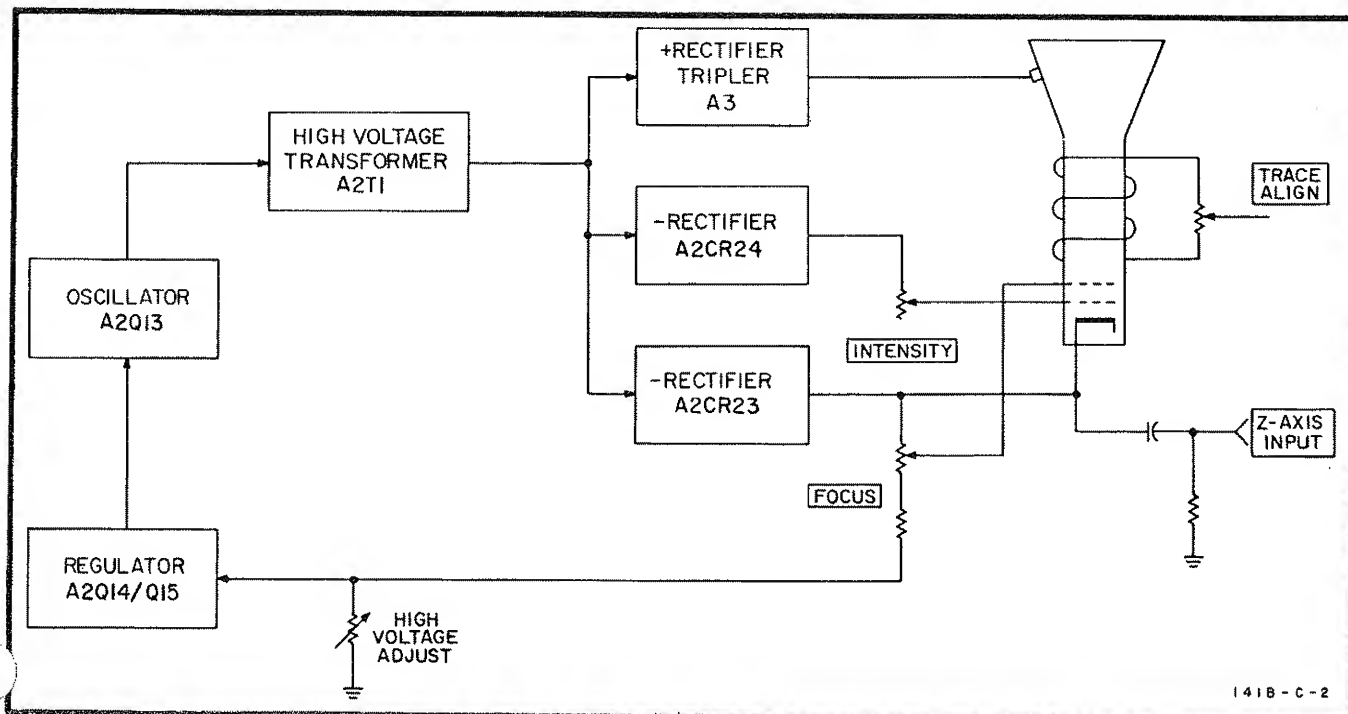 +RECTIFIER
TRIPLER
A3
HIGH VOLTAGE
TRANSFORMER
A2T1
TRACE
ALIGN
-RECTIFIER
A2CR24
OSCILLATOR
A2Q13
INTENSITY
-RECTIFIER
A2CR23
Z-AXIS
INPUT
FOCUS
REGULATOR
A2Q14/Q15
HIGH
VOLTAGE
ADJUST
141B-C-2